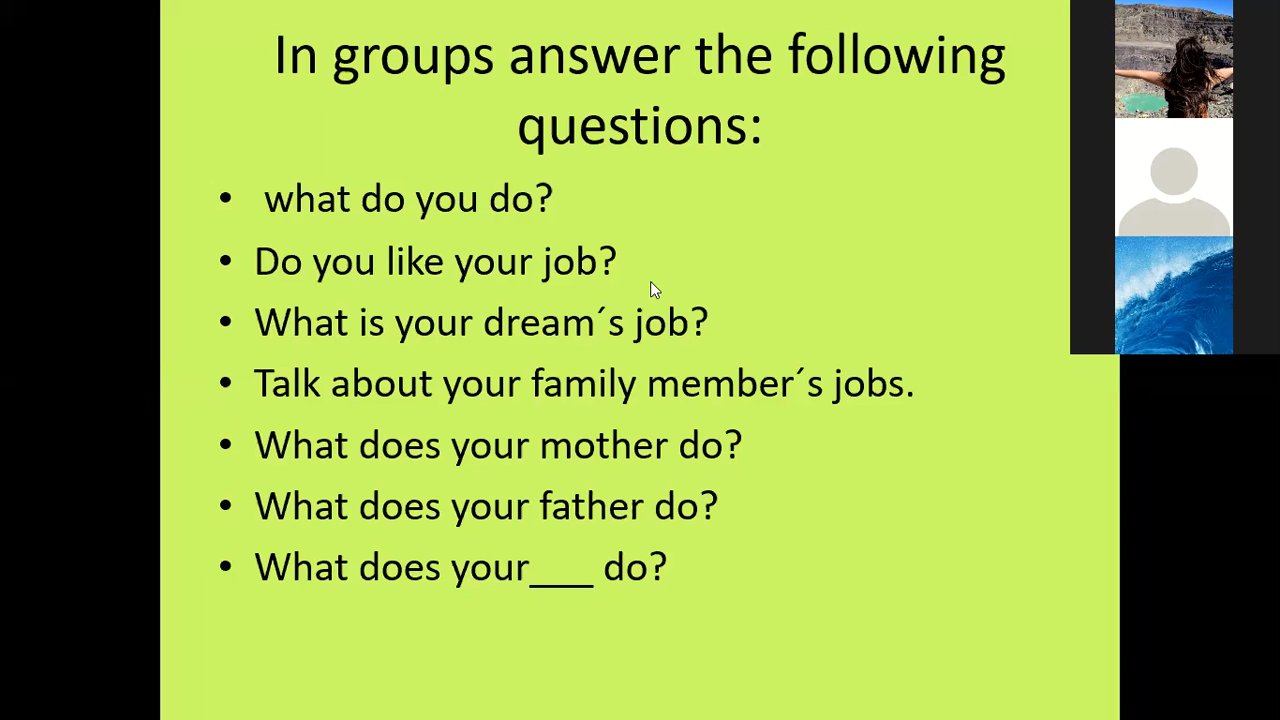 In groups answer the following
questions:
• what do you do?
• Do you like your job?
• What is your dream´s job?
• Talk about your family member´s jobs.
• What does your mother do?
• What does your father do?
• What does your___ do?